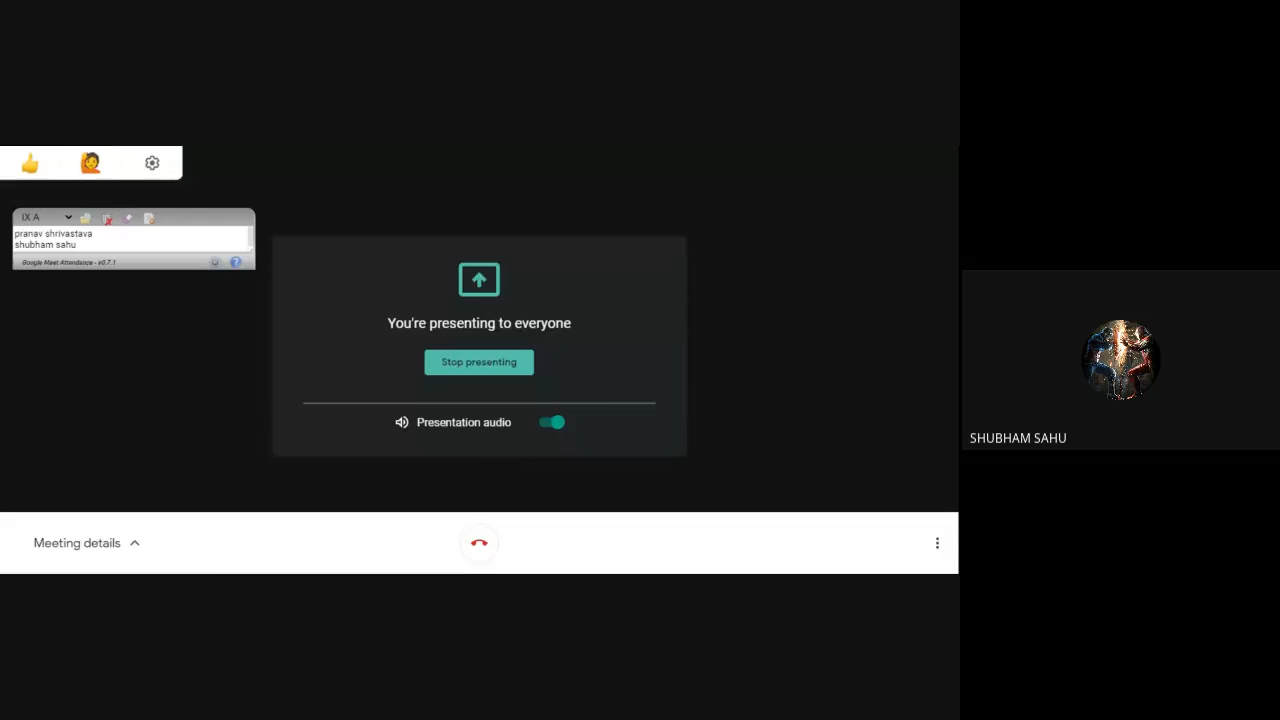 IX A
pranav shrivastava
shubham sahu
Google Meet Attendance - v0.7.1
You're presenting to everyone
Stop presenting
Presentation audio
SHUBHAM SAHU
Meeting details